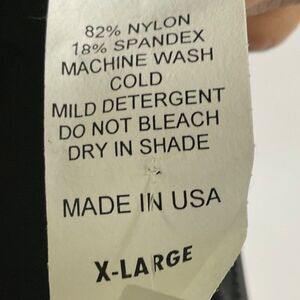 82% NYLON
18% SPANDEX
MACHINE WASH
COLD
MILD DETERGENT
DO NOT BLEACH
DRY IN SHADE
MADE IN USA
X-LARGE